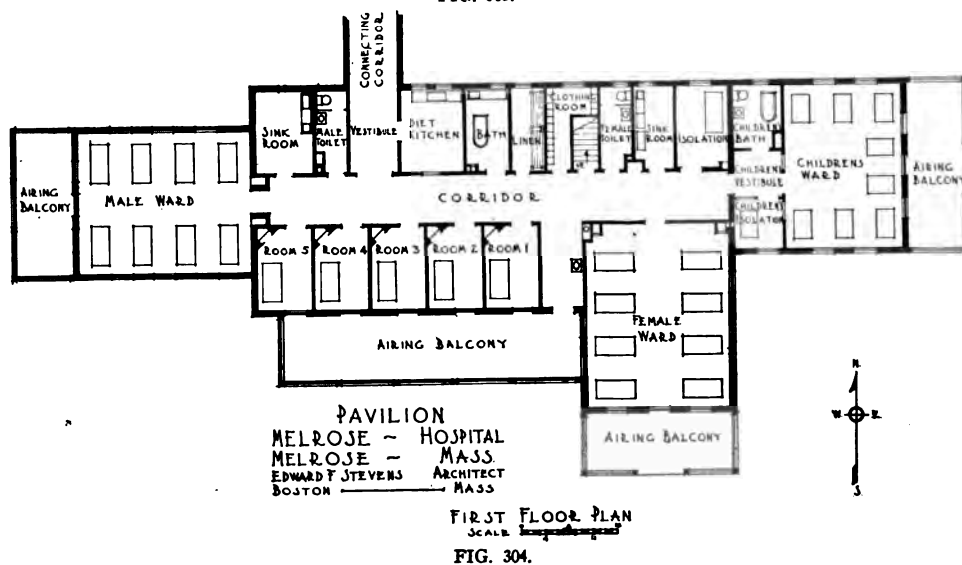 CONNECTING
CORRIDOR
SINK
ROOM
MALE
TOILET
VESTIBULE
DIET
KITCHEN
BATH
LINEN
CLOTHING
ROOM
FEMALE
TOILET
SINK
ROOM
ISOLATION
CHILDRENS
BATH
CHILDRENS
VESTIBULE
CHILDRENS
ISOLATION
CHILDRENS
WARD
AIRING
BALCONY
AIRING
BALCONY
MALE WARD
CORRIDOR
ROOM 5
ROOM 4
ROOM 3
ROOM 2
ROOM 1
FEMALE
WARD
AIRING BALCONY
AIRING BALCONY
N.
W.
E.
S.
PAVILION
MELROSE ~ HOSPITAL
MELROSE ~ MASS.
EDWARD F STEVENS ARCHITECT
BOSTON MASS
FIRST FLOOR PLAN
SCALE
FIG. 304.